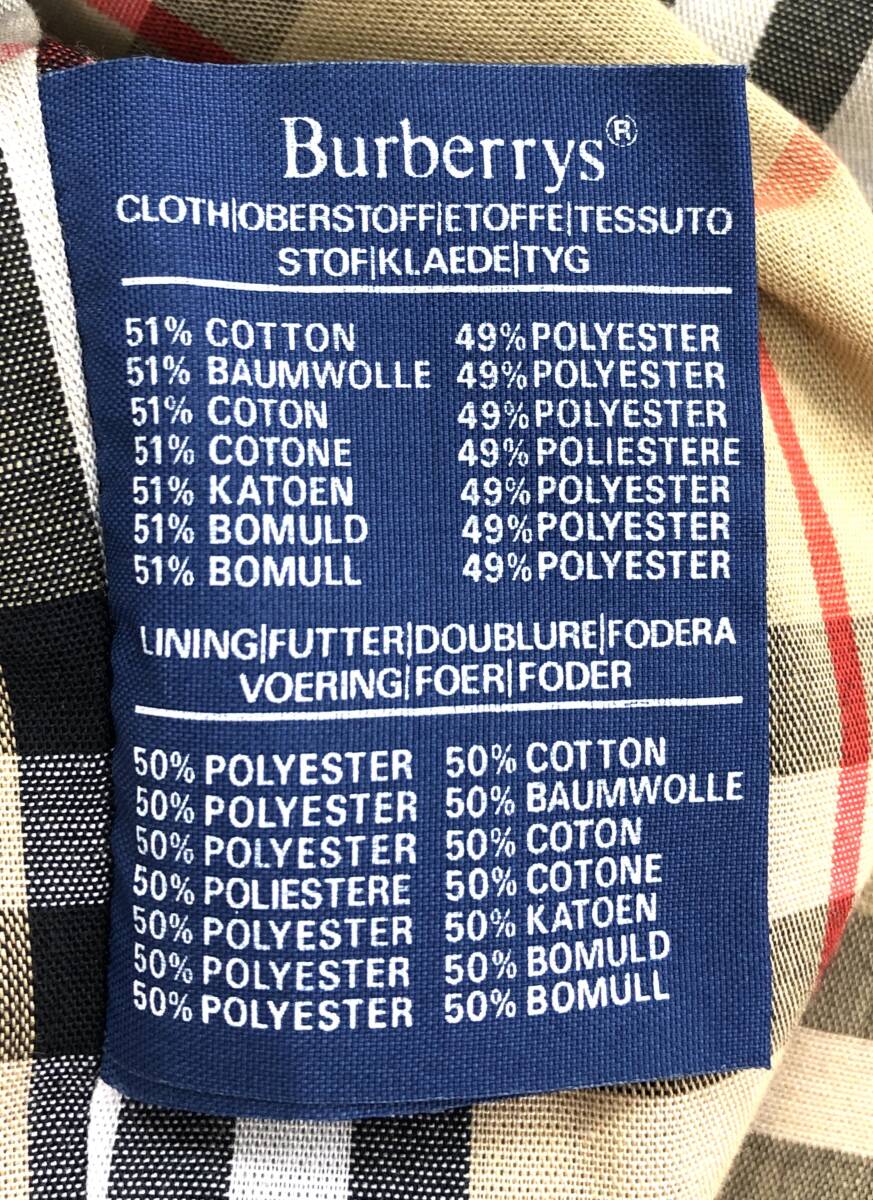 Burberrys®
CLOTH|OBERSTOFF|ETOFFE|TESSUTO
STOF|KLAEDE|TYG
51% COTTON 49% POLYESTER
51% BAUMWOLLE 49% POLYESTER
51% COTON 49% POLYESTER
51% COTONE 49% POLIESTERE
51% KATOEN 49% POLYESTER
51% BOMULD 49% POLYESTER
51% BOMULL 49% POLYESTER
LINING|FUTTER|DOUBLURE|FODERA
VOERING|FOER|FODER
50% POLYESTER 50% COTTON
50% POLYESTER 50% BAUMWOLLE
50% POLYESTER 50% COTON
50% POLIESTERE 50% COTONE
50% POLYESTER 50% KATOEN
50% POLYESTER 50% BOMULD
50% POLYESTER 50% BOMULL